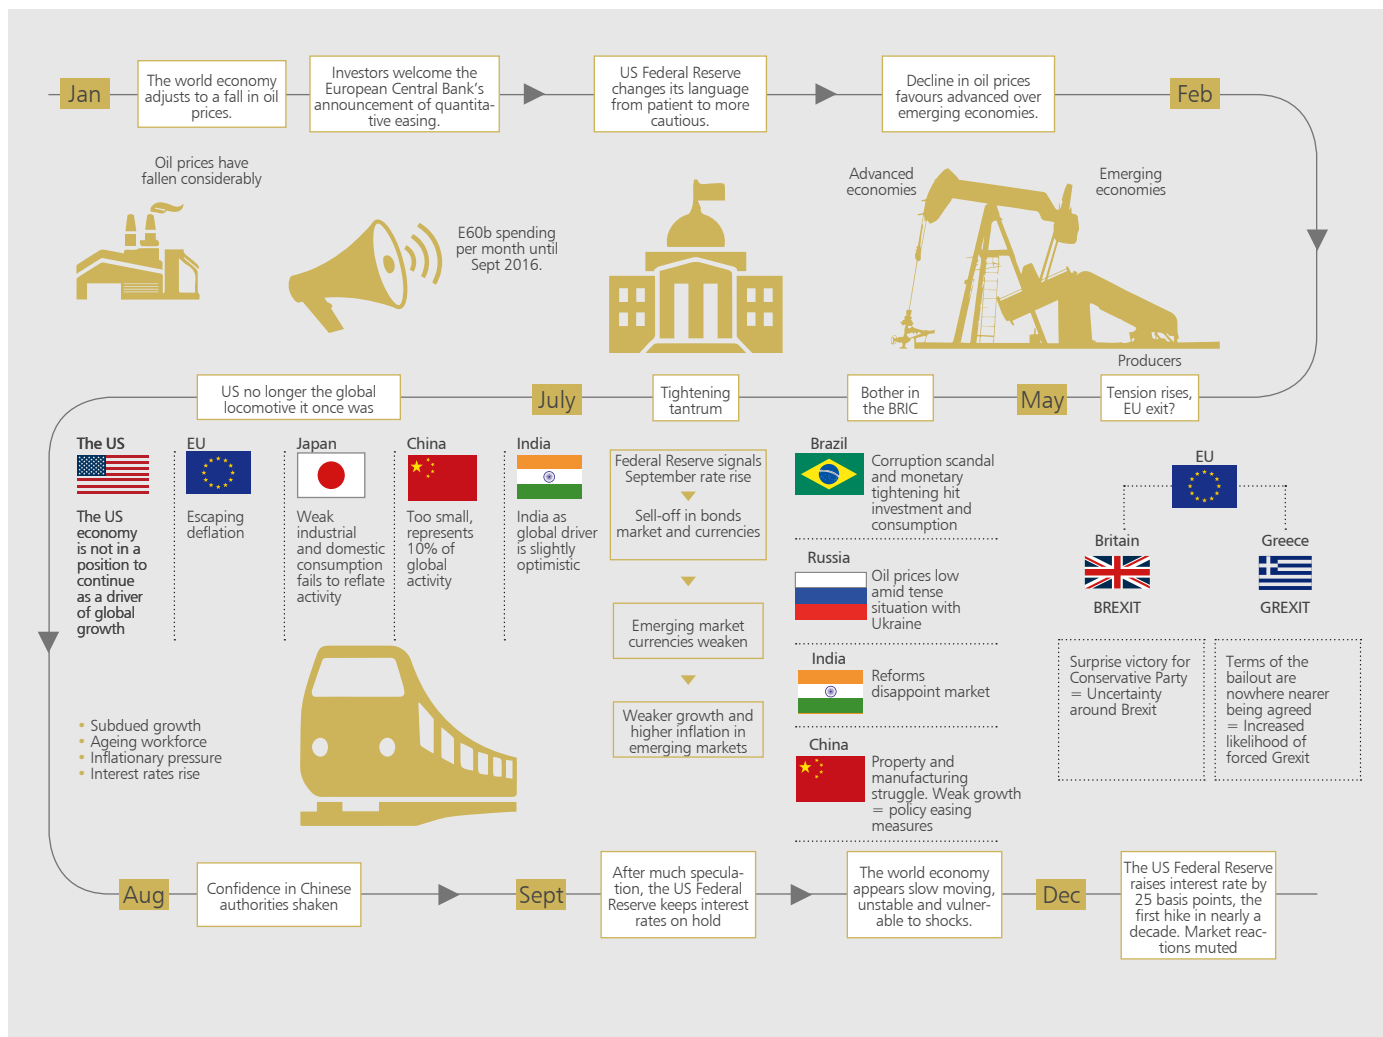 Jan
The world economy
adjusts to a fall in oil
prices.
Investors welcome the
European Central Bank's
announcement of quantita-
tive easing.
US Federal Reserve
changes its language
from patient to more
cautious.
Decline in oil prices
favours advanced over
emerging economies.
Feb
Oil prices have
fallen considerably
E60b spending
per month until
Sept 2016.
Advanced
economies
Emerging
economies
Producers
Tension rises,
EU exit?
May
Bother in
the BRIC
Tightening
tantrum
July
US no longer the global
locomotive it once was
The US
The US
economy
is not in a
position to
continue
as a driver
of global
growth
EU
Escaping
deflation
Japan
Weak
industrial
and domestic
consumption
fails to reflate
activity
China
Too small,
represents
10% of
global
activity
India
India as
global driver
is slightly
optimistic
• Subdued growth
• Ageing workforce
• Inflationary pressure
• Interest rates rise
Federal Reserve signals
September rate rise
Sell-off in bonds
market and currencies
Emerging market
currencies weaken
Weaker growth and
higher inflation in
emerging markets
Brazil
Corruption scandal
and monetary
tightening hit
investment and
consumption
Russia
Oil prices low
amid tense
situation with
Ukraine
India
Reforms
disappoint market
China
Property and
manufacturing
struggle. Weak growth
= policy easing
measures
EU
Britain
BREXIT
Surprise victory for
Conservative Party
= Uncertainty
around Brexit
Greece
GREXIT
Terms of the
bailout are
nowhere nearer
being agreed
= Increased
likelihood of
forced Grexit
Aug
Confidence in Chinese
authorities shaken
Sept
After much specula-
tion, the US Federal
Reserve keeps interest
rates on hold
The world economy
appears slow moving,
unstable and vulner-
able to shocks.
Dec
The US Federal Reserve
raises interest rate by
25 basis points, the
first hike in nearly a
decade. Market reac-
tions muted